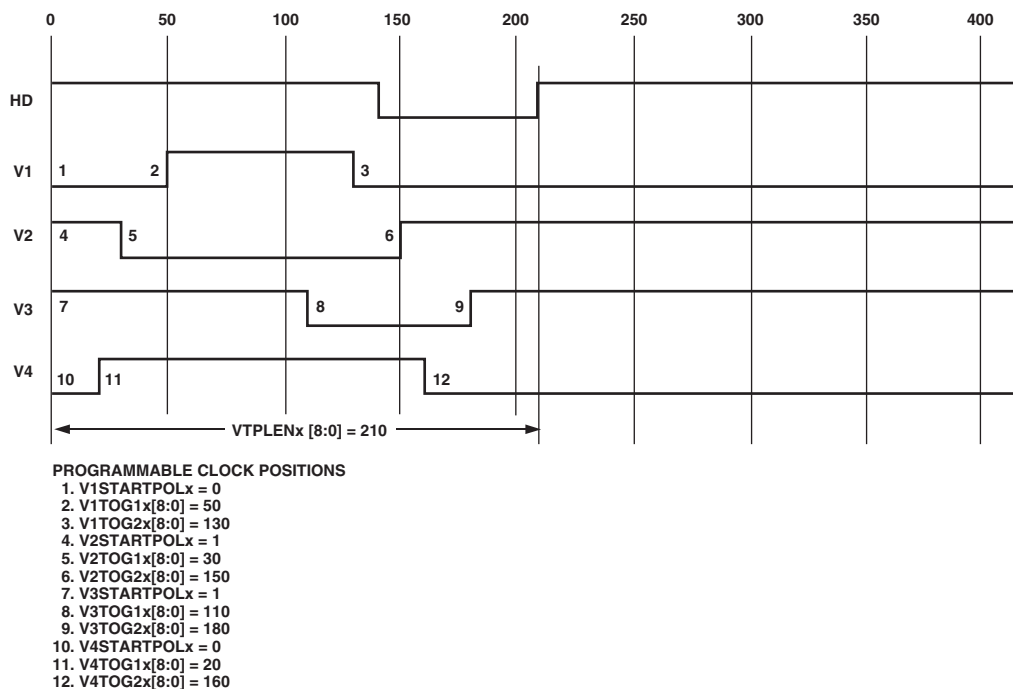 0 50 100 150 200 250 300 350 400
HD
V1 1 2 3
V2 4 5 6
V3 7 8 9
V4 10 11 12
VTPLENx [8:0] = 210
PROGRAMMABLE CLOCK POSITIONS
1. V1STARTPOLx = 0
2. V1TOG1x[8:0] = 50
3. V1TOG2x[8:0] = 130
4. V2STARTPOLx = 1
5. V2TOG1x[8:0] = 30
6. V2TOG2x[8:0] = 150
7. V3STARTPOLx = 1
8. V3TOG1x[8:0] = 110
9. V3TOG2x[8:0] = 180
10. V4STARTPOLx = 0
11. V4TOG1x[8:0] = 20
12. V4TOG2x[8:0] = 160